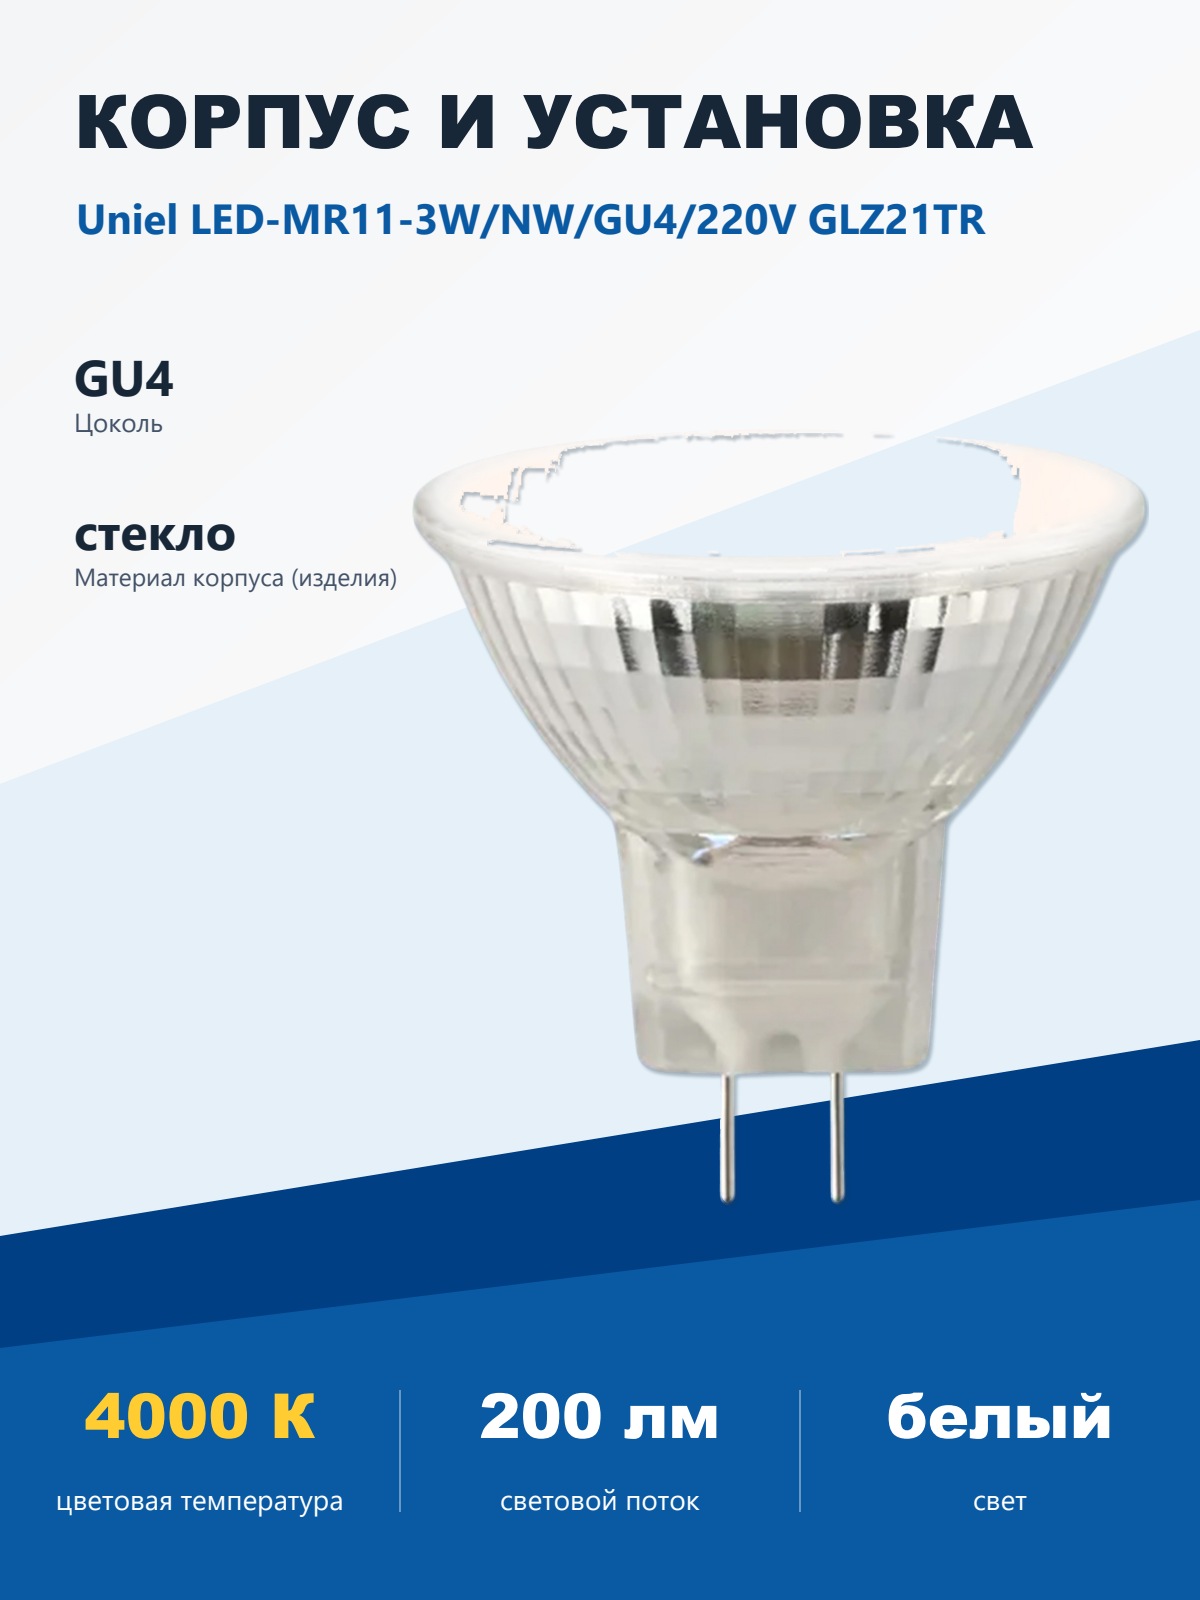 КОРПУС И УСТАНОВКА
Uniel LED-MR11-3W/NW/GU4/220V GLZ21TR
GU4
Цоколь
стекло
Материал корпуса (изделия)
4000 К
цветовая температура
200 лм
световой поток
белый
свет